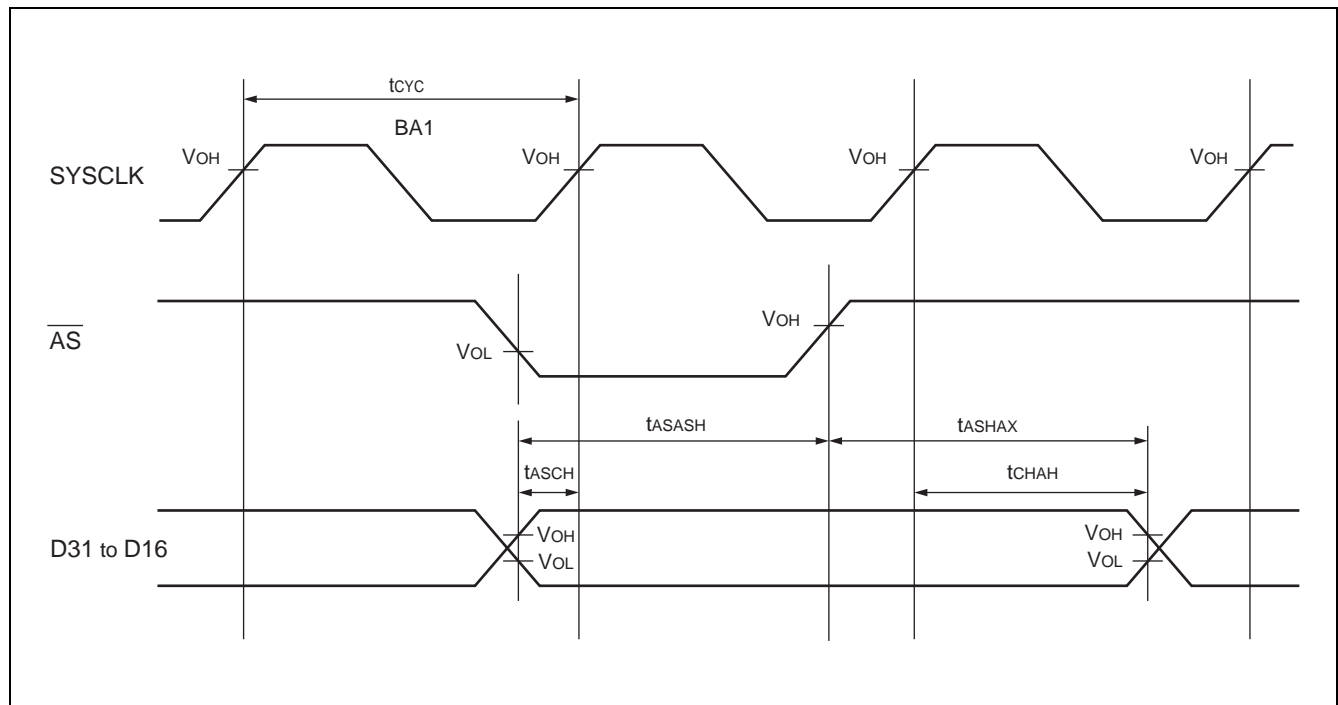 tCYC
BA1
VOH VOH VOH VOH
SYSCLK
VOH
AS
VOL
tASASH tASHAX
tASCH tCHAH
VOH VOH
D31 to D16
VOL VOL